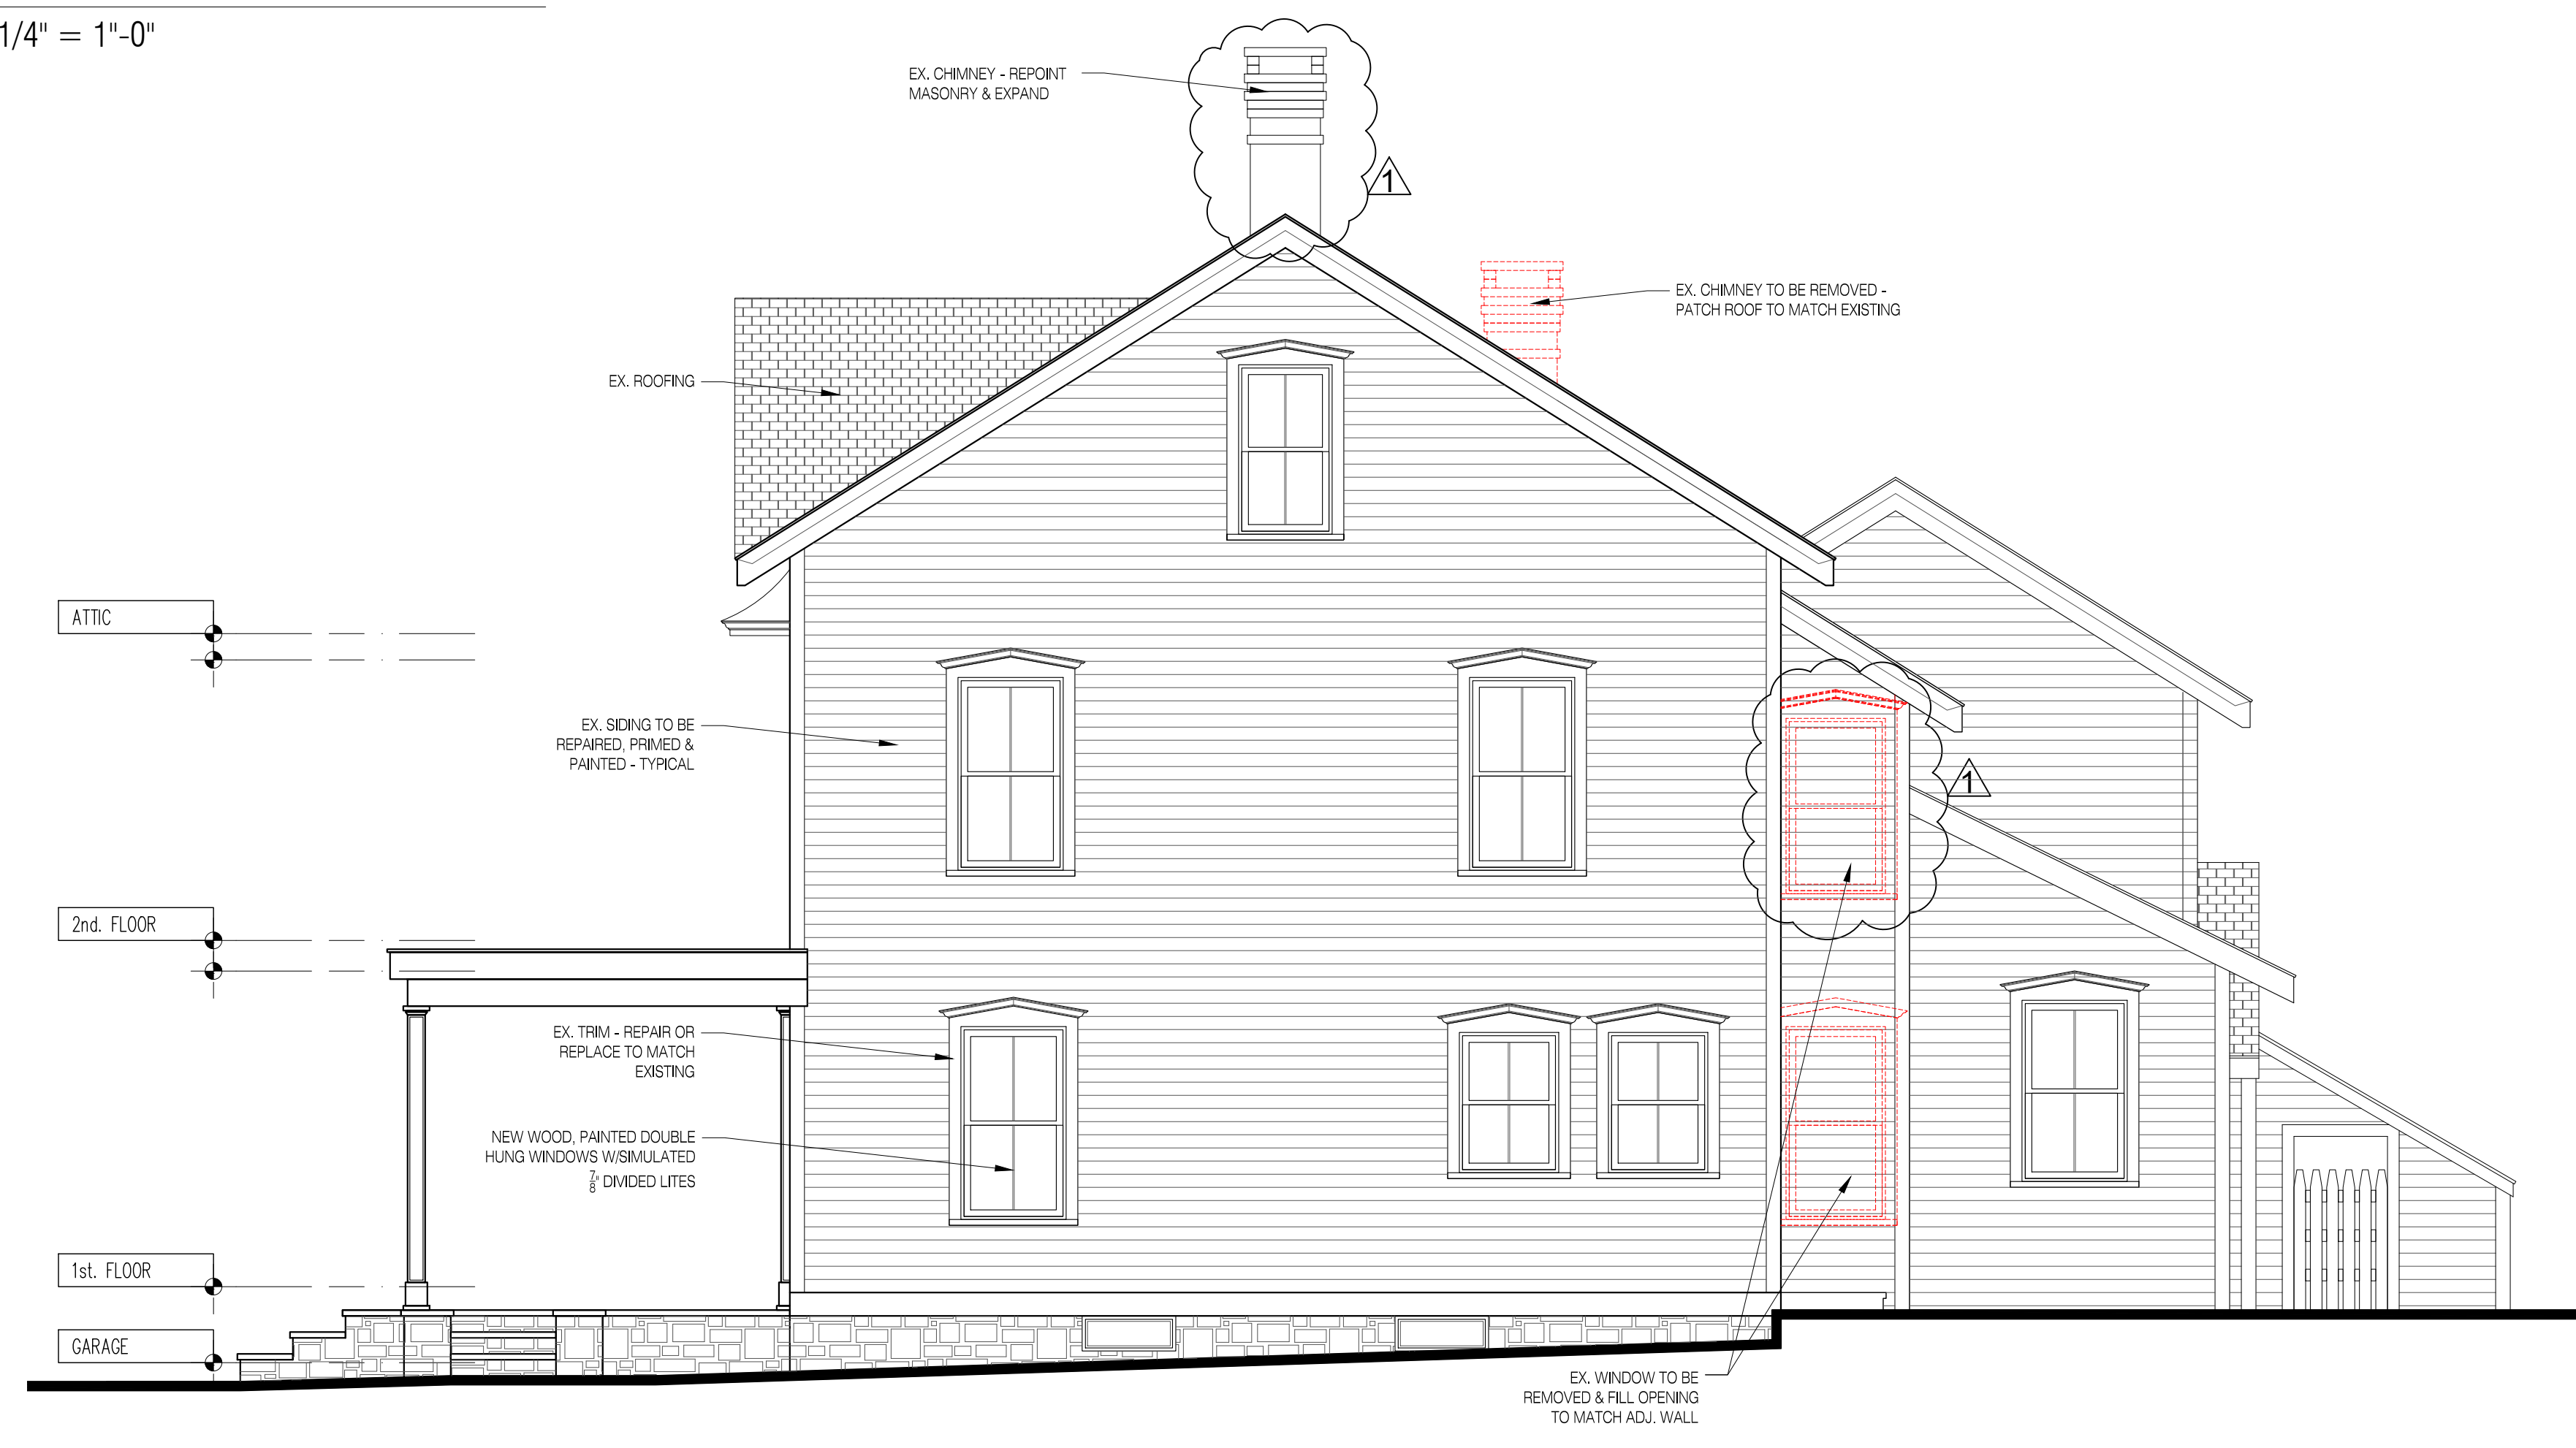 1/4" = 1"-0"
EX. CHIMNEY - REPOINT
MASONRY & EXPAND
1
EX. CHIMNEY TO BE REMOVED -
PATCH ROOF TO MATCH EXISTING
EX. ROOFING
ATTIC
EX. SIDING TO BE
REPAIRED, PRIMED &
PAINTED - TYPICAL
1
2nd. FLOOR
EX. TRIM - REPAIR OR
REPLACE TO MATCH
EXISTING
NEW WOOD, PAINTED DOUBLE
HUNG WINDOWS W/SIMULATED
7/8" DIVIDED LITES
1st. FLOOR
GARAGE
EX. WINDOW TO BE
REMOVED & FILL OPENING
TO MATCH ADJ. WALL